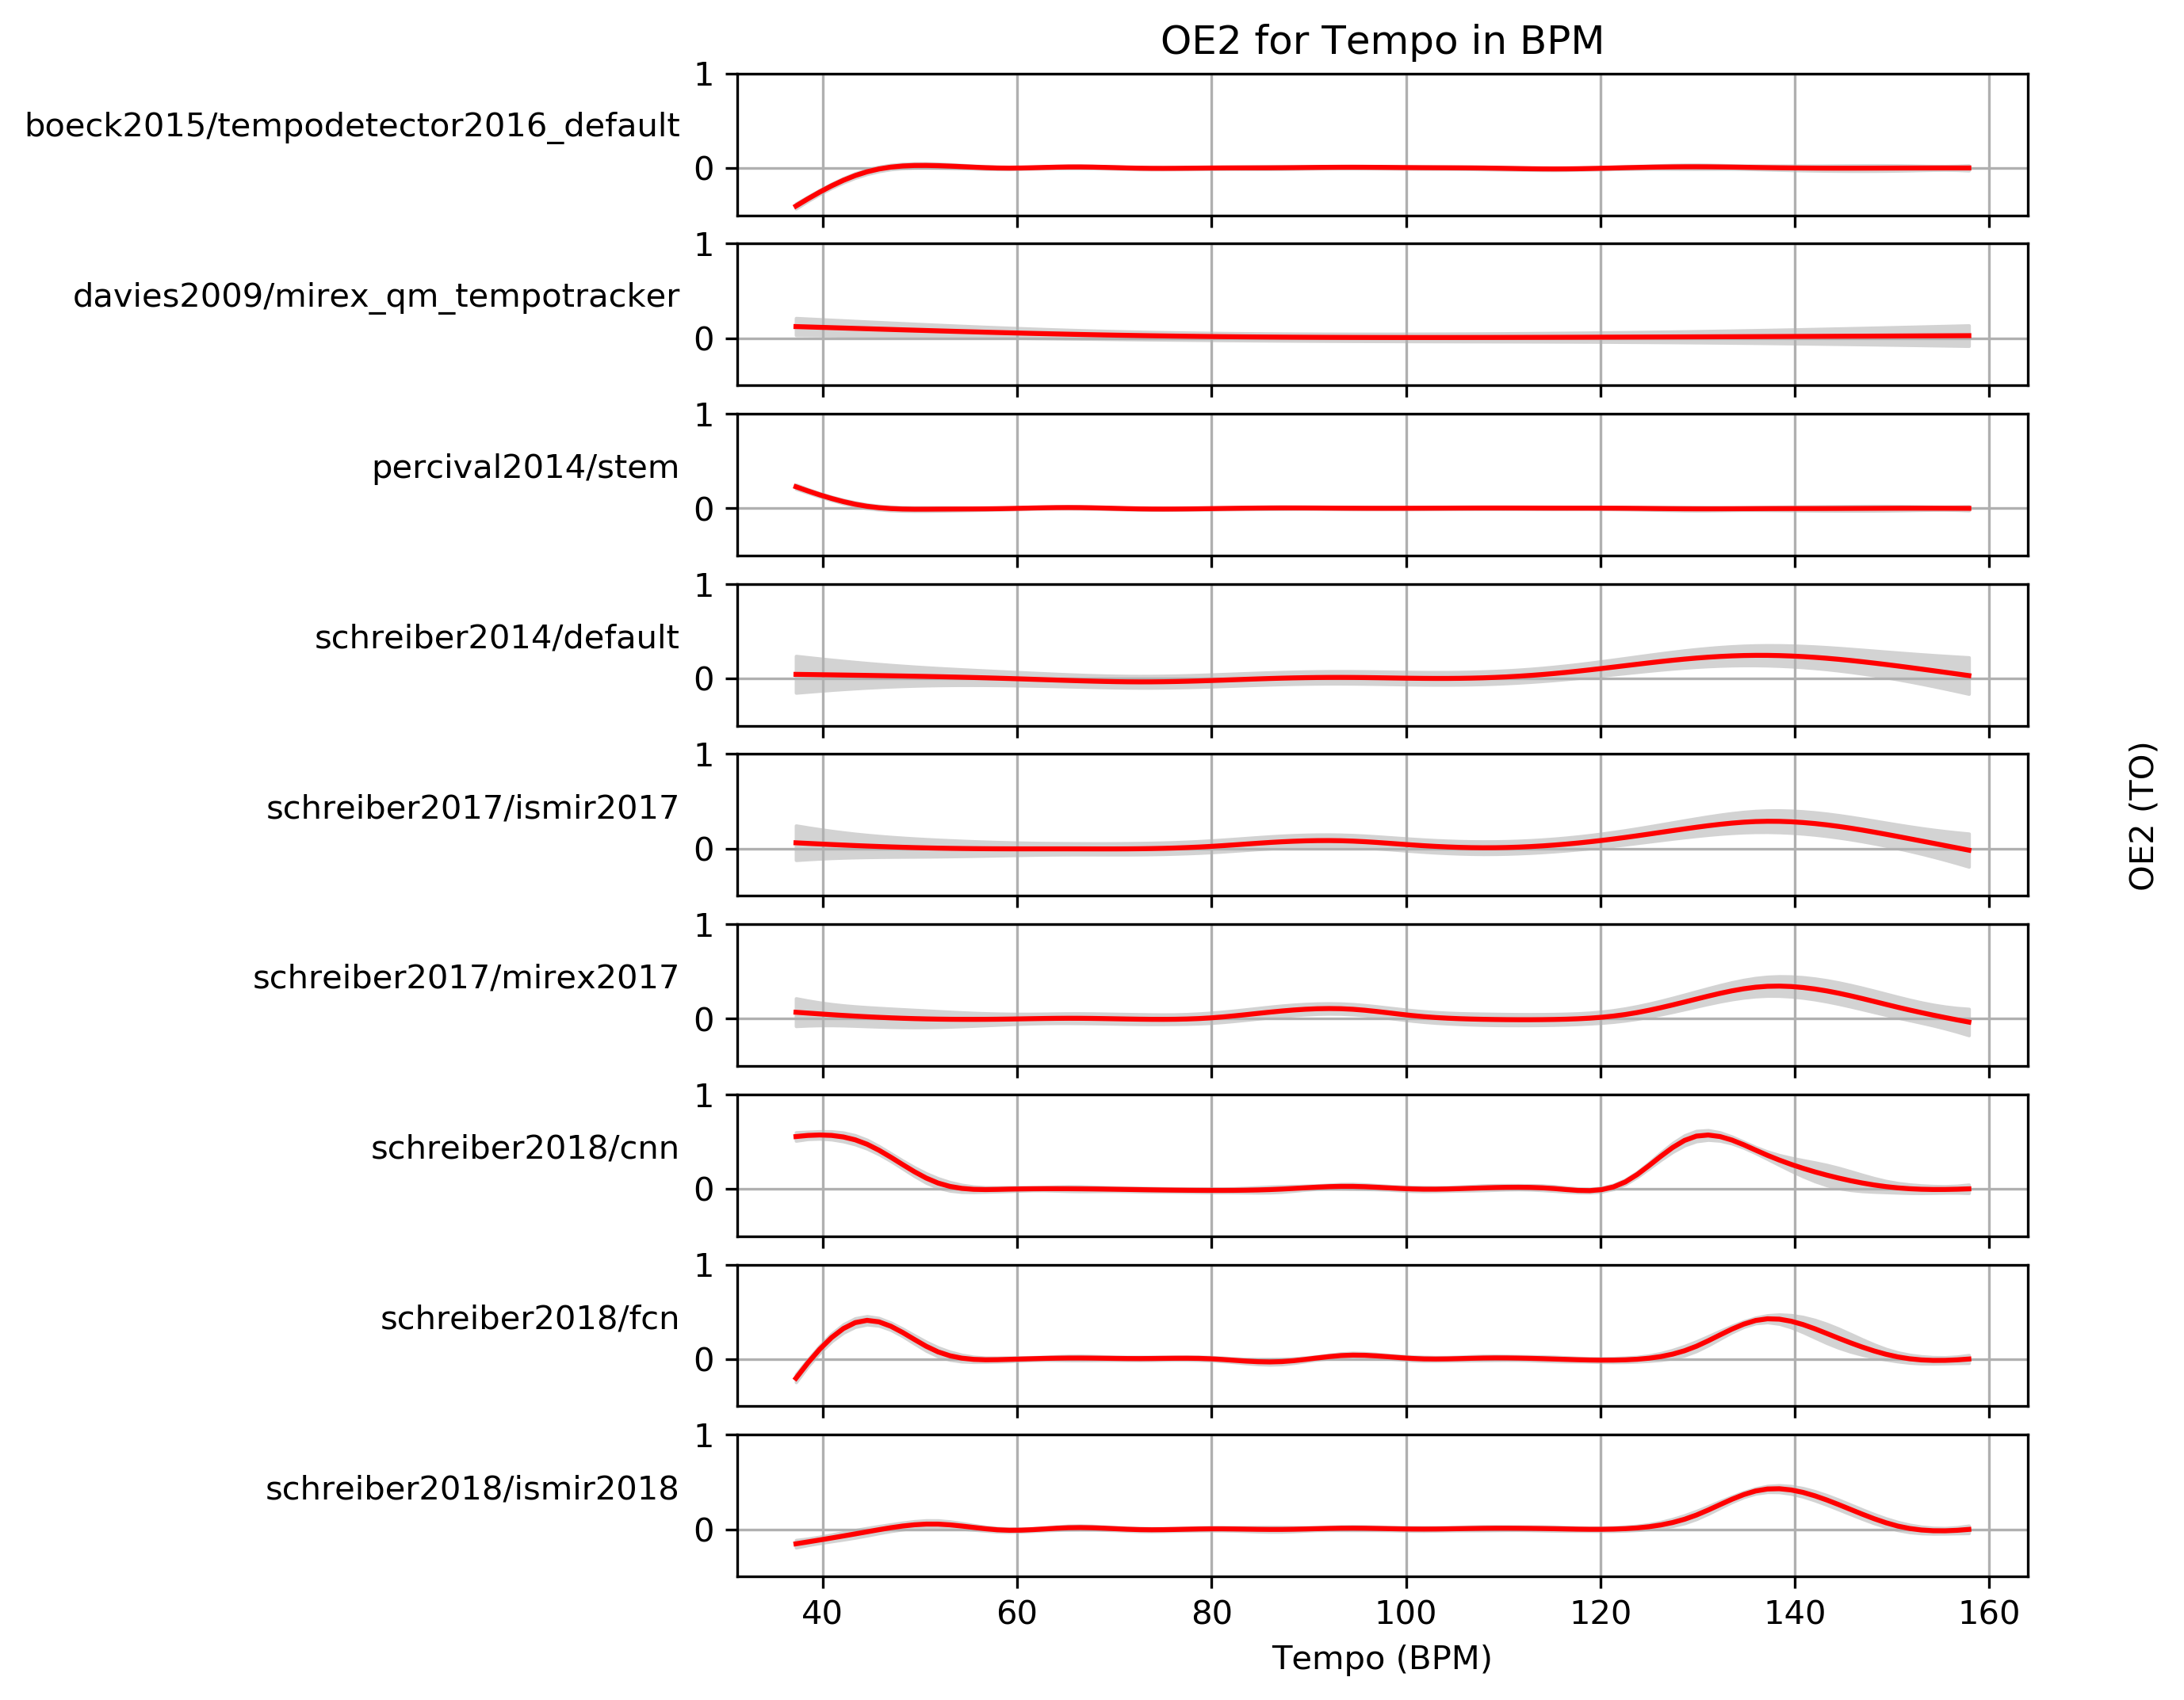 OE2 for Tempo in BPM
1
boeck2015/tempodetector2016_default
0
1
davies2009/mirex_qm_tempotracker
0
1
percival2014/stem
0
1
schreiber2014/default
0
1
schreiber2017/ismir2017
0
1
schreiber2017/mirex2017
0
1
schreiber2018/cnn
0
1
schreiber2018/fcn
0
1
schreiber2018/ismir2018
0
40 60 80 100 120 140 160
Tempo (BPM)
OE2 (TO)